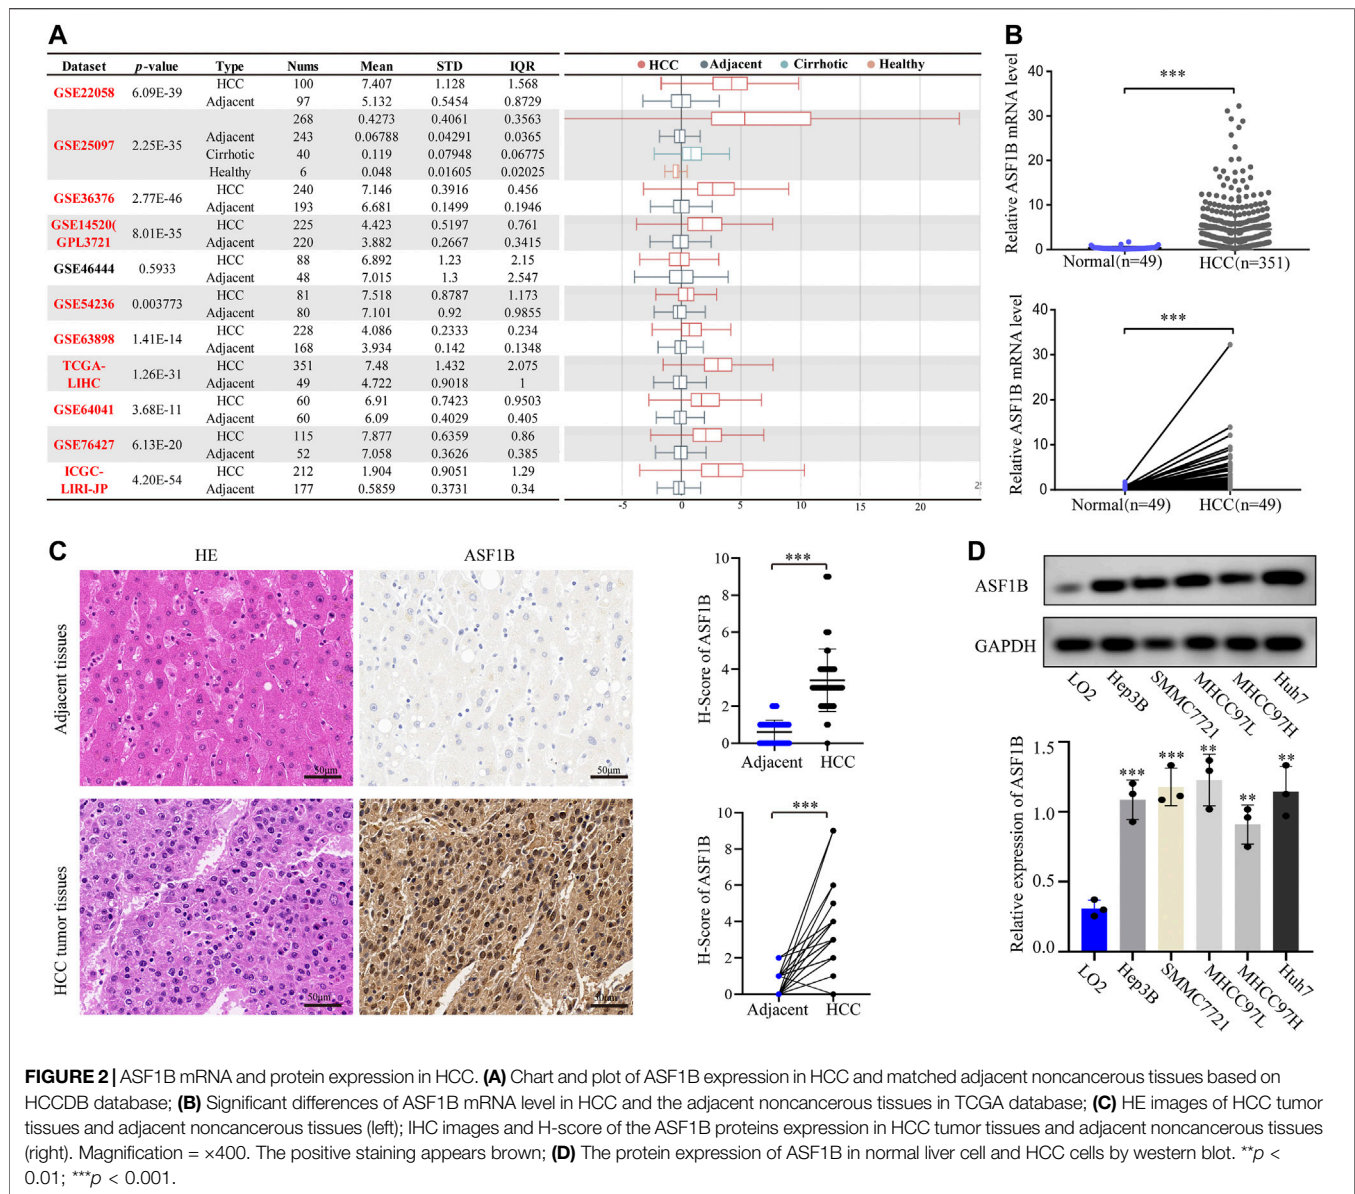 A
Dataset p-value Type Nums Mean STD IQR
HCC Adjacent Cirrhotic Healthy
GSE22058 6.09E-39 HCC 100 7.407 1.128 1.568
Adjacent 97 5.132 0.5454 0.8729
GSE25097 2.25E-35 268 0.4273 0.4061 0.3563
Adjacent 243 0.06788 0.04291 0.0365
Cirrhotic 40 0.119 0.07948 0.06775
Healthy 6 0.048 0.01605 0.02025
GSE36376 2.77E-46 HCC 240 7.146 0.3916 0.456
Adjacent 193 6.681 0.1499 0.1946
GSE14520( 8.01E-35 HCC 225 4.423 0.5197 0.761
GPL3721 Adjacent 220 3.882 0.2667 0.3415
GSE46444 0.5933 HCC 88 6.892 1.23 2.15
Adjacent 48 7.015 1.3 2.547
GSE54236 0.003773 HCC 81 7.518 0.8787 1.173
Adjacent 80 7.101 0.92 0.9855
GSE63898 1.41E-14 HCC 228 4.086 0.2333 0.234
Adjacent 168 3.934 0.142 0.1348
TCGA- 1.26E-31 HCC 351 7.48 1.432 2.075
LIHC Adjacent 49 4.722 0.9018 1
GSE64041 3.68E-11 HCC 60 6.91 0.7423 0.9503
Adjacent 60 6.09 0.4029 0.405
GSE76427 6.13E-20 HCC 115 7.877 0.6359 0.86
Adjacent 52 7.058 0.3626 0.385
ICGC- 4.20E-54 HCC 212 1.904 0.9051 1.29
LIRI-JP Adjacent 177 0.5859 0.3731 0.34
-5 0 5 10 15 20 25
B
Relative ASF1B mRNA level
40
30
20
10
0
***
Normal(n=49) HCC(n=351)
Relative ASF1B mRNA level
40
30
20
10
0
***
Normal(n=49) HCC(n=49)
C
HE ASF1B
Adjacent tissues
50μm 50μm
HCC tumor tissues
50μm 50μm
H-Score of ASF1B
10
8
6
4
2
0
***
Adjacent HCC
H-Score of ASF1B
10
8
6
4
2
0
***
Adjacent HCC
D
ASF1B
GAPDH
LO2 Hep3B SMMC7721 MHCC97L MHCC97H Huh7
Relative expression of ASF1B
1.5
1.0
0.5
0.0
*** *** ** ** **
LO2 Hep3B SMMC7721 MHCC97L MHCC97H Huh7
FIGURE 2 | ASF1B mRNA and protein expression in HCC. (A) Chart and plot of ASF1B expression in HCC and matched adjacent noncancerous tissues based on
HCCDB database; (B) Significant differences of ASF1B mRNA level in HCC and the adjacent noncancerous tissues in TCGA database; (C) HE images of HCC tumor
tissues and adjacent noncancerous tissues (left); IHC images and H-score of the ASF1B proteins expression in HCC tumor tissues and adjacent noncancerous tissues
(right). Magnification = ×400. The positive staining appears brown; (D) The protein expression of ASF1B in normal liver cell and HCC cells by western blot. **p <
0.01; ***p < 0.001.